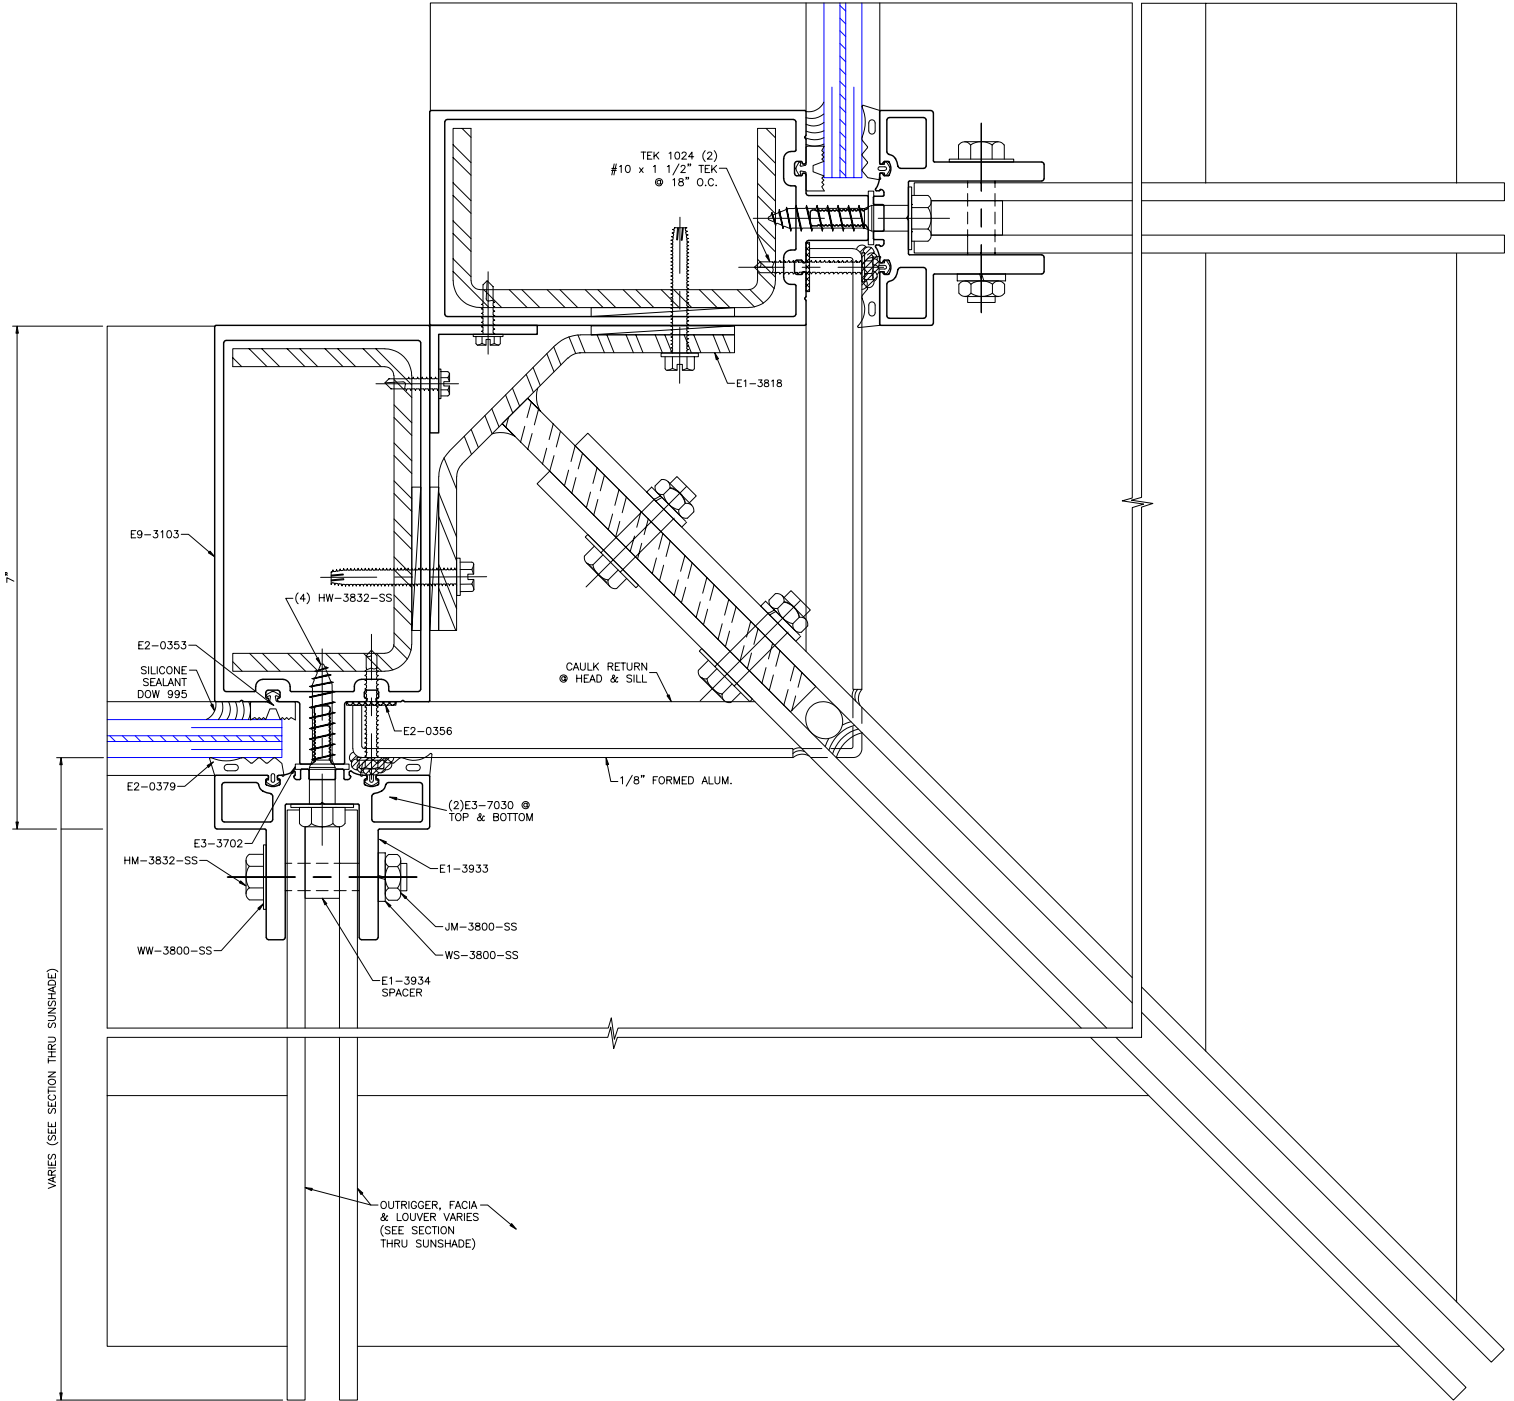 TEK 1024 (2)
#10 x 1 1/2" TEK
@ 18" O.C.
E1-3818
E9-3103
7"
(4) HW-3832-SS
E2-0353
SILICONE
SEALANT
DOW 995
CAULK RETURN
@ HEAD & SILL
E2-0356
E2-0379
1/8" FORMED ALUM.
(2)E3-7030 @
TOP & BOTTOM
E3-3702
HM-3832-SS
E1-3933
JM-3800-SS
WW-3800-SS
WS-3800-SS
E1-3934
SPACER
VARIES (SEE SECTION THRU SUNSHADE)
OUTRIGGER, FACIA
& LOUVER VARIES
(SEE SECTION
THRU SUNSHADE)